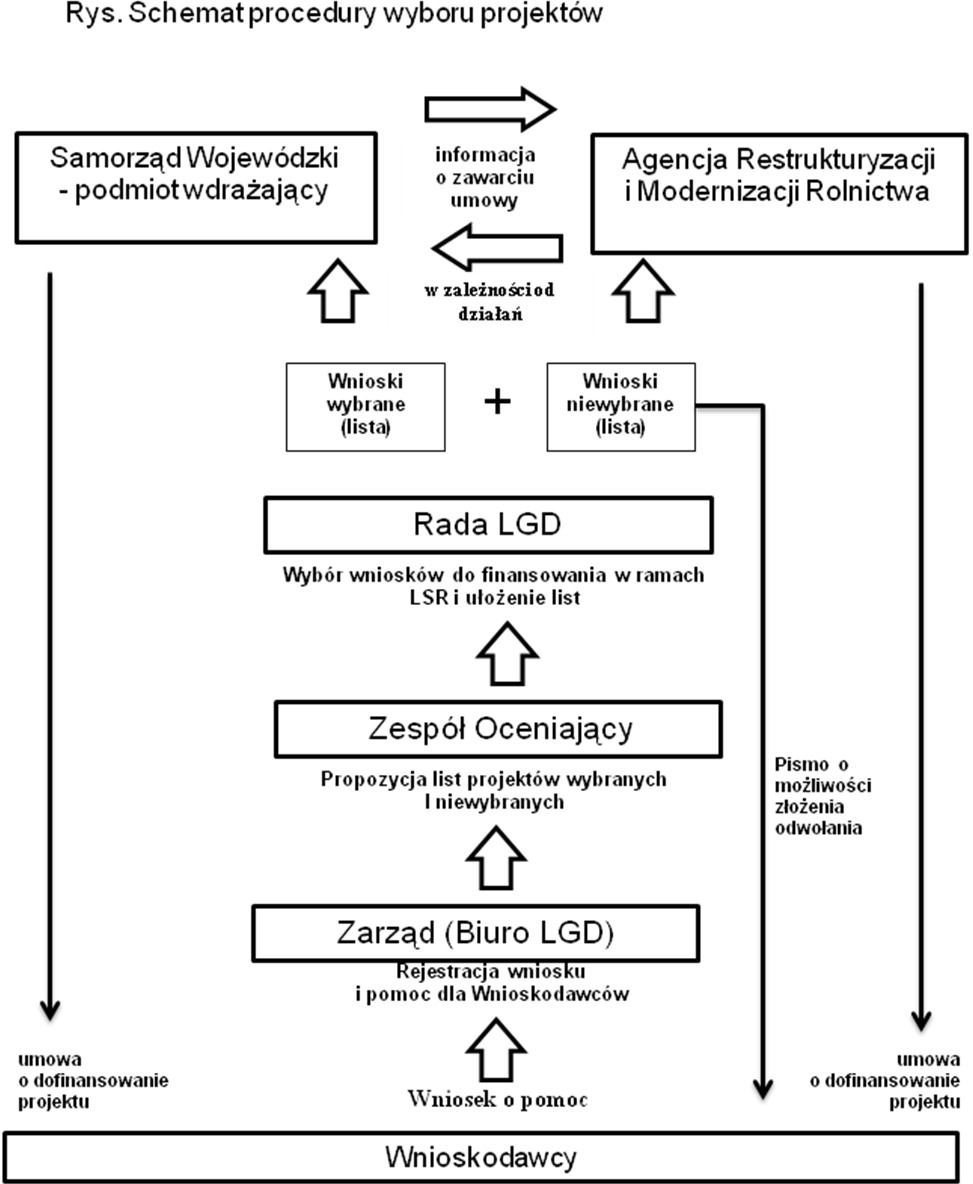 Rys. Schemat procedury wyboru projektów
Samorząd Wojewódzki
- podmiot wdrażający
informacja
o zawarciu
umowy
Agencja Restrukturyzacji
i Modernizacji Rolnictwa
w zależności od
działań
Wnioski
wybrane
(lista)
+
Wnioski
niewybrane
(lista)
Rada LGD
Wybór wniosków do finansowania w ramach
LSR i ułożenie list
Zespół Oceniający
Propozycja list projektów wybranych
I niewybranych
Pismo o
możliwości
złożenia
odwołania
Zarząd (Biuro LGD)
Rejestracja wniosku
i pomoc dla Wnioskodawców
umowa
o dofinansowanie
projektu
Wniosek o pomoc
umowa
o dofinansowanie
projektu
Wnioskodawcy